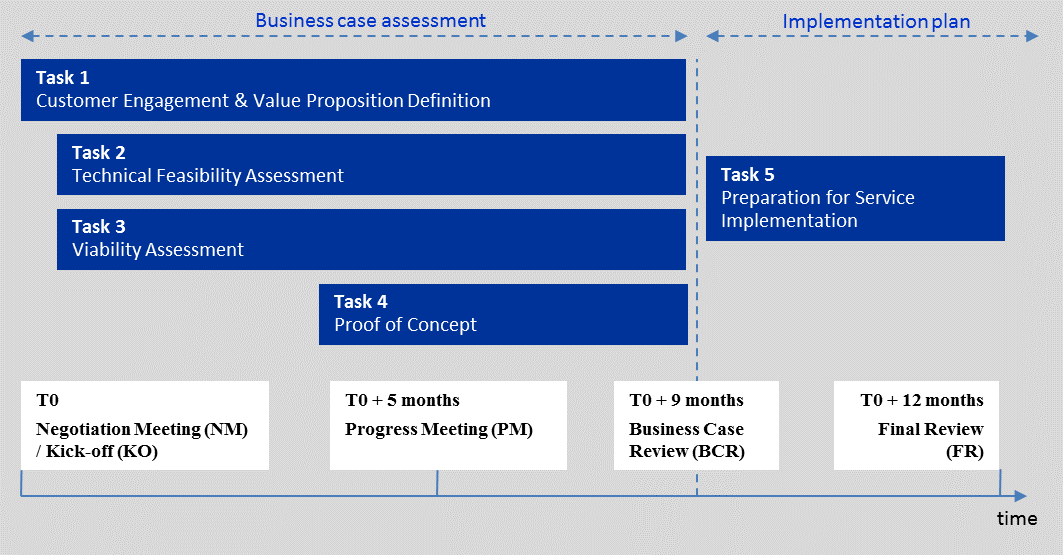 Business case assessment
Implementation plan
Task 1
Customer Engagement & Value Proposition Definition
Task 2
Technical Feasibility Assessment
Task 3
Viability Assessment
Task 4
Proof of Concept
Task 5
Preparation for Service
Implementation
T0
Negotiation Meeting (NM)
/ Kick-off (KO)
T0 + 5 months
Progress Meeting (PM)
T0 + 9 months
Business Case
Review (BCR)
T0 + 12 months
Final Review
(FR)
time